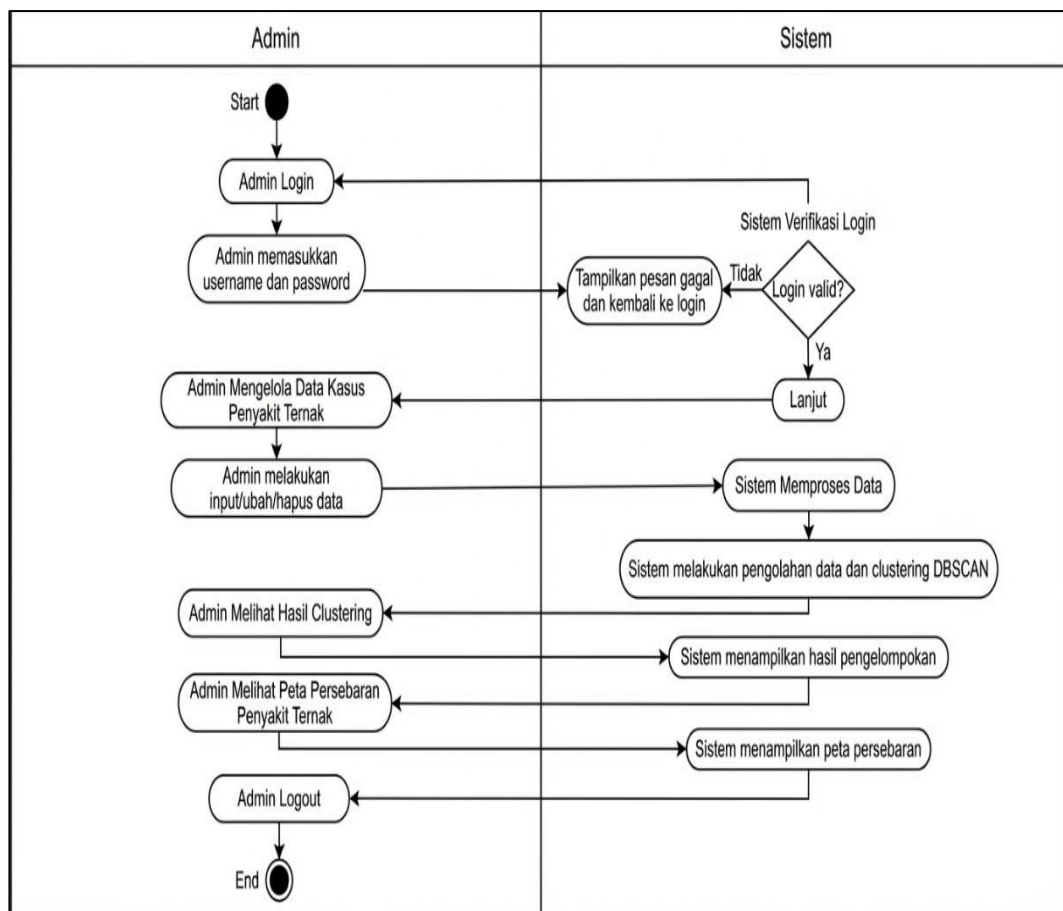 Admin
Sistem
Start
Admin Login
Sistem Verifikasi Login
Admin memasukkan
username dan password
Tampilkan pesan gagal
dan kembali ke login
Tidak
Login valid?
Ya
Admin Mengelola Data Kasus
Penyakit Ternak
Lanjut
Admin melakukan
input/ubah/hapus data
Sistem Memproses Data
Sistem melakukan pengolahan data dan clustering DBSCAN
Admin Melihat Hasil Clustering
Sistem menampilkan hasil pengelompokan
Admin Melihat Peta Persebaran
Penyakit Ternak
Sistem menampilkan peta persebaran
Admin Logout
End